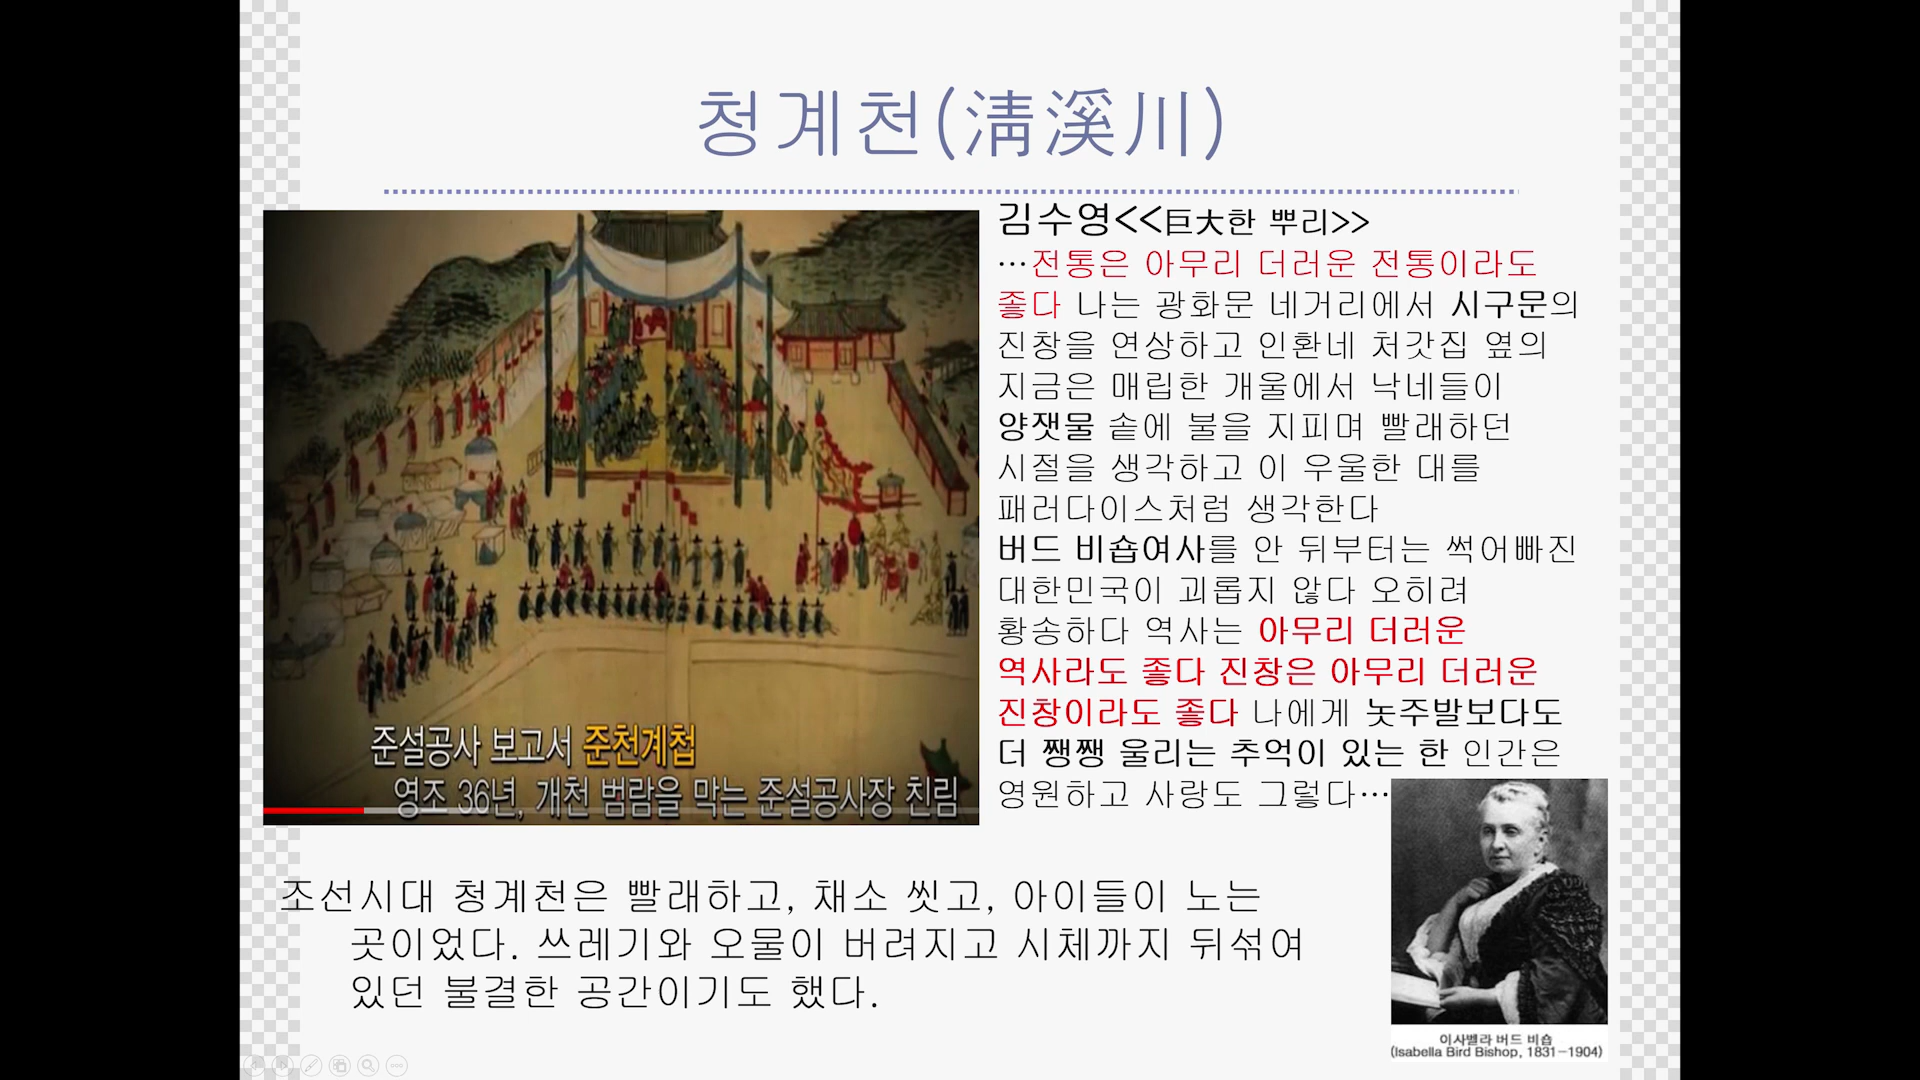 청계천(淸溪川)
김수영<<巨大한 뿌리>>
…전통은 아무리 더러운 전통이라도
좋다 나는 광화문 네거리에서 시구문의
진창을 연상하고 인환네 처갓집 옆의
지금은 매립한 개울에서 낙네들이
양잿물 솥에 불을 지피며 빨래하던
시절을 생각하고 이 우울한 대를
패러다이스처럼 생각한다
버드 비숍여사를 안 뒤부터는 썩어빠진
대한민국이 괴롭지 않다 오히려
황송하다 역사는 아무리 더러운
역사라도 좋다 진창은 아무리 더러운
진창이라도 좋다 나에게 놋주발보다도
더 쨍쨍 울리는 추억이 있는 한 인간은
영원하고 사랑도 그렇다…
준설공사 보고서 준천계첩
영조 36년, 개천 범람을 막는 준설공사장 친림
조선시대 청계천은 빨래하고, 채소 씻고, 아이들이 노는
곳이었다. 쓰레기와 오물이 버려지고 시체까지 뒤섞여
있던 불결한 공간이기도 했다.
이사벨라 버드 비숍
(Isabella Bird Bishop, 1831-1904)